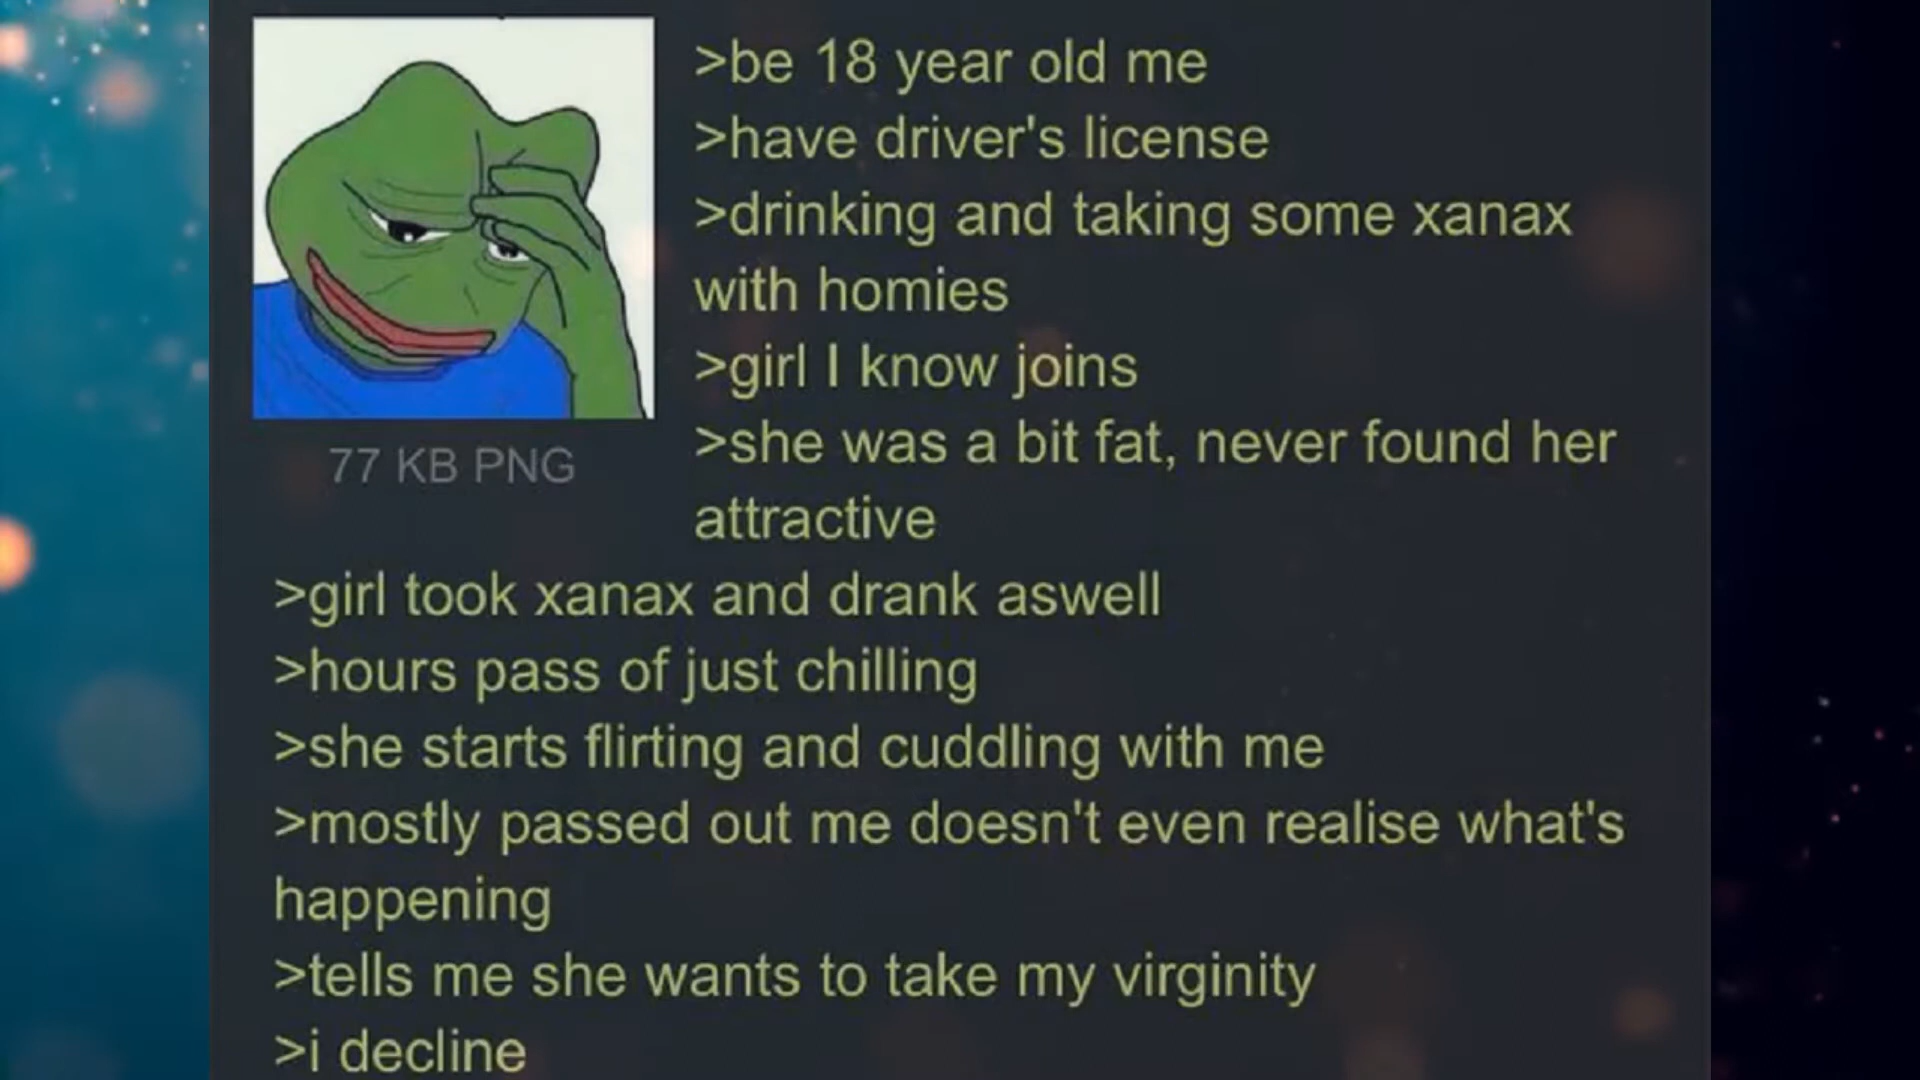 >be 18 year old me
>have driver's license
>drinking and taking some xanax
with homies
>girl I know joins
>she was a bit fat, never found her
attractive
77 KB PNG
>girl took xanax and drank aswell
>hours pass of just chilling
>she starts flirting and cuddling with me
>mostly passed out me doesn't even realise what's
happening
>tells me she wants to take my virginity
>i decline